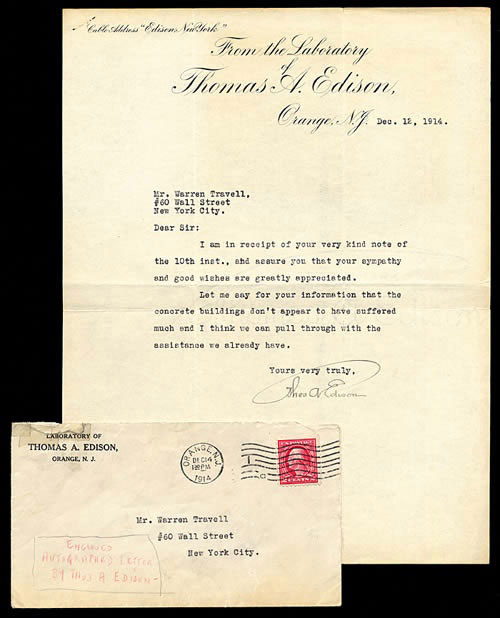 Cable Address "Edison, New York"
From the Laboratory
of
Thomas A. Edison,
Orange, N.J. Dec. 12, 1914.
Mr. Warren Travell,
#60 Wall Street
New York City.
Dear Sir:
I am in receipt of your very kind note of
the 10th inst., and assure you that your sympathy
and good wishes are greatly appreciated.
Let me say for your information that the
concrete buildings don't appear to have suffered
much and I think we can pull through with the
assistance we already have.
Yours very truly,
Thos A Edison
LABORATORY OF
THOMAS A. EDISON,
ORANGE, N. J.
ORANGE, N.J.
DEC 14
PM
1914
Mr. Warren Travell
#60 Wall Street
New York City.
ENCLOSED
AUTOGRAPHED LETTER
BY THOS A EDISON